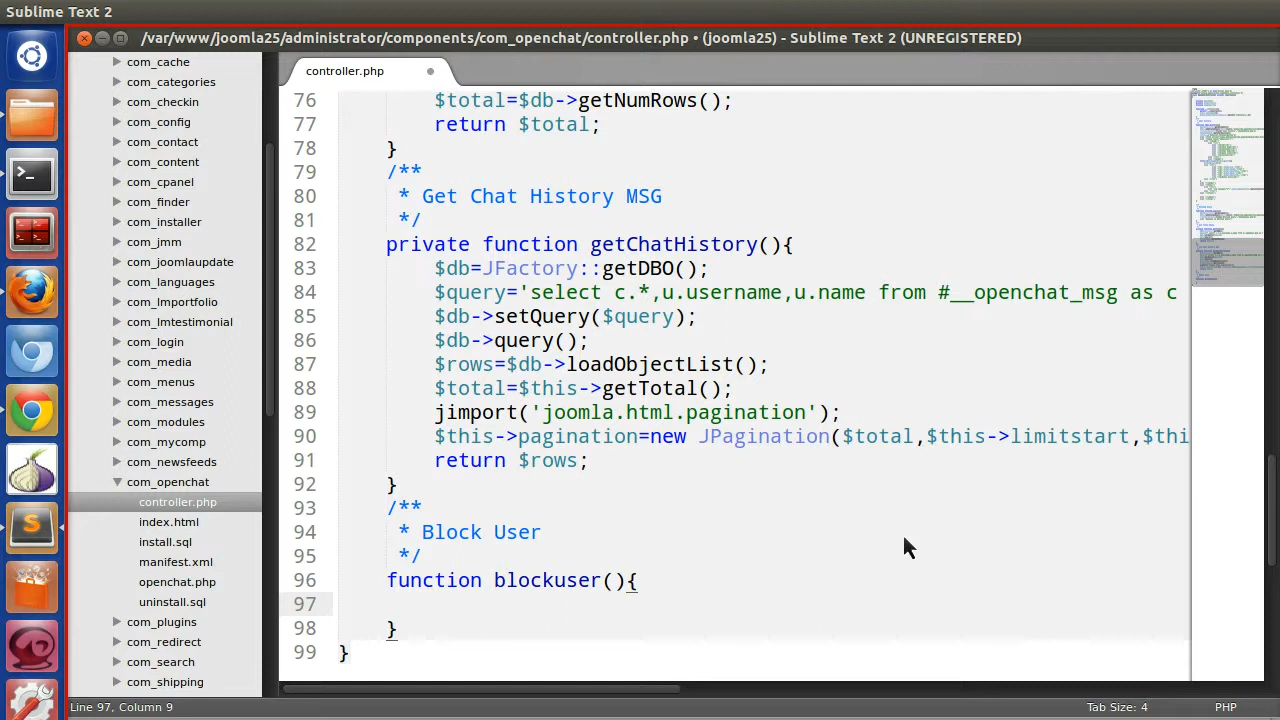 Sublime Text 2
/var/www/joomla25/administrator/components/com_openchat/controller.php • (joomla25) - Sublime Text 2 (UNREGISTERED)
com_cache
com_categories
com_checkin
com_config
com_contact
com_content
com_cpanel
com_finder
com_installer
com_jmm
com_joomlaupdate
com_languages
com_lmportfolio
com_lmtestimonial
com_login
com_media
com_menus
com_messages
com_modules
com_mycomp
com_newsfeeds
com_openchat
controller.php
index.html
install.sql
manifest.xml
openchat.php
uninstall.sql
com_plugins
com_redirect
com_search
com_shipping
controller.php
76 $total=$db->getNumRows();
77 return $total;
78 }
79 /**
80 * Get Chat History MSG
81 */
82 private function getChatHistory(){
83 $db=JFactory::getDBO();
84 $query='select c.*,u.username,u.name from #__openchat_msg as c
85 $db->setQuery($query);
86 $db->query();
87 $rows=$db->loadObjectList();
88 $total=$this->getTotal();
89 jimport('joomla.html.pagination');
90 $this->pagination=new JPagination($total,$this->limitstart,$thi
91 return $rows;
92 }
93 /**
94 * Block User
95 */
96 function blockuser(){
97
98 }
99 }
Line 97, Column 9
Tab Size: 4
PHP